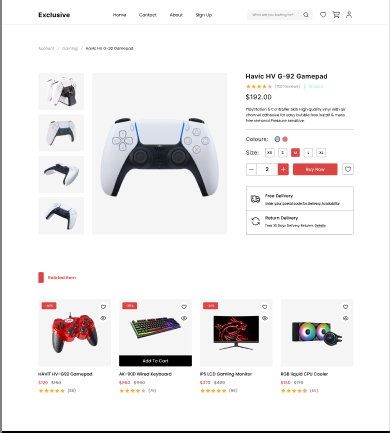 Exclusive
Home Contact About Sign Up
What are you looking for?
Account / Gaming / Havic HV G-92 Gamepad
Havic HV G-92 Gamepad
(150 Reviews) | In Stock
$192.00
PlayStation 5 Controller Skin High quality vinyl with air
channel adhesive for easy bubble free install & mess
free removal Pressure sensitive.
Colours:
Size: XS S M L XL
2
Buy Now
Free Delivery
Enter your postal code for Delivery Availability
Return Delivery
Free 30 Days Delivery Returns. Details
Related Item
-40%
-35%
Add To Cart
HAVIT HV-G92 Gamepad
$120 $160
(88)
AK-900 Wired Keyboard
$960 $1160
(75)
IPS LCD Gaming Monitor
$370 $400
(99)
RGB liquid CPU Cooler
$160 $170
(65)